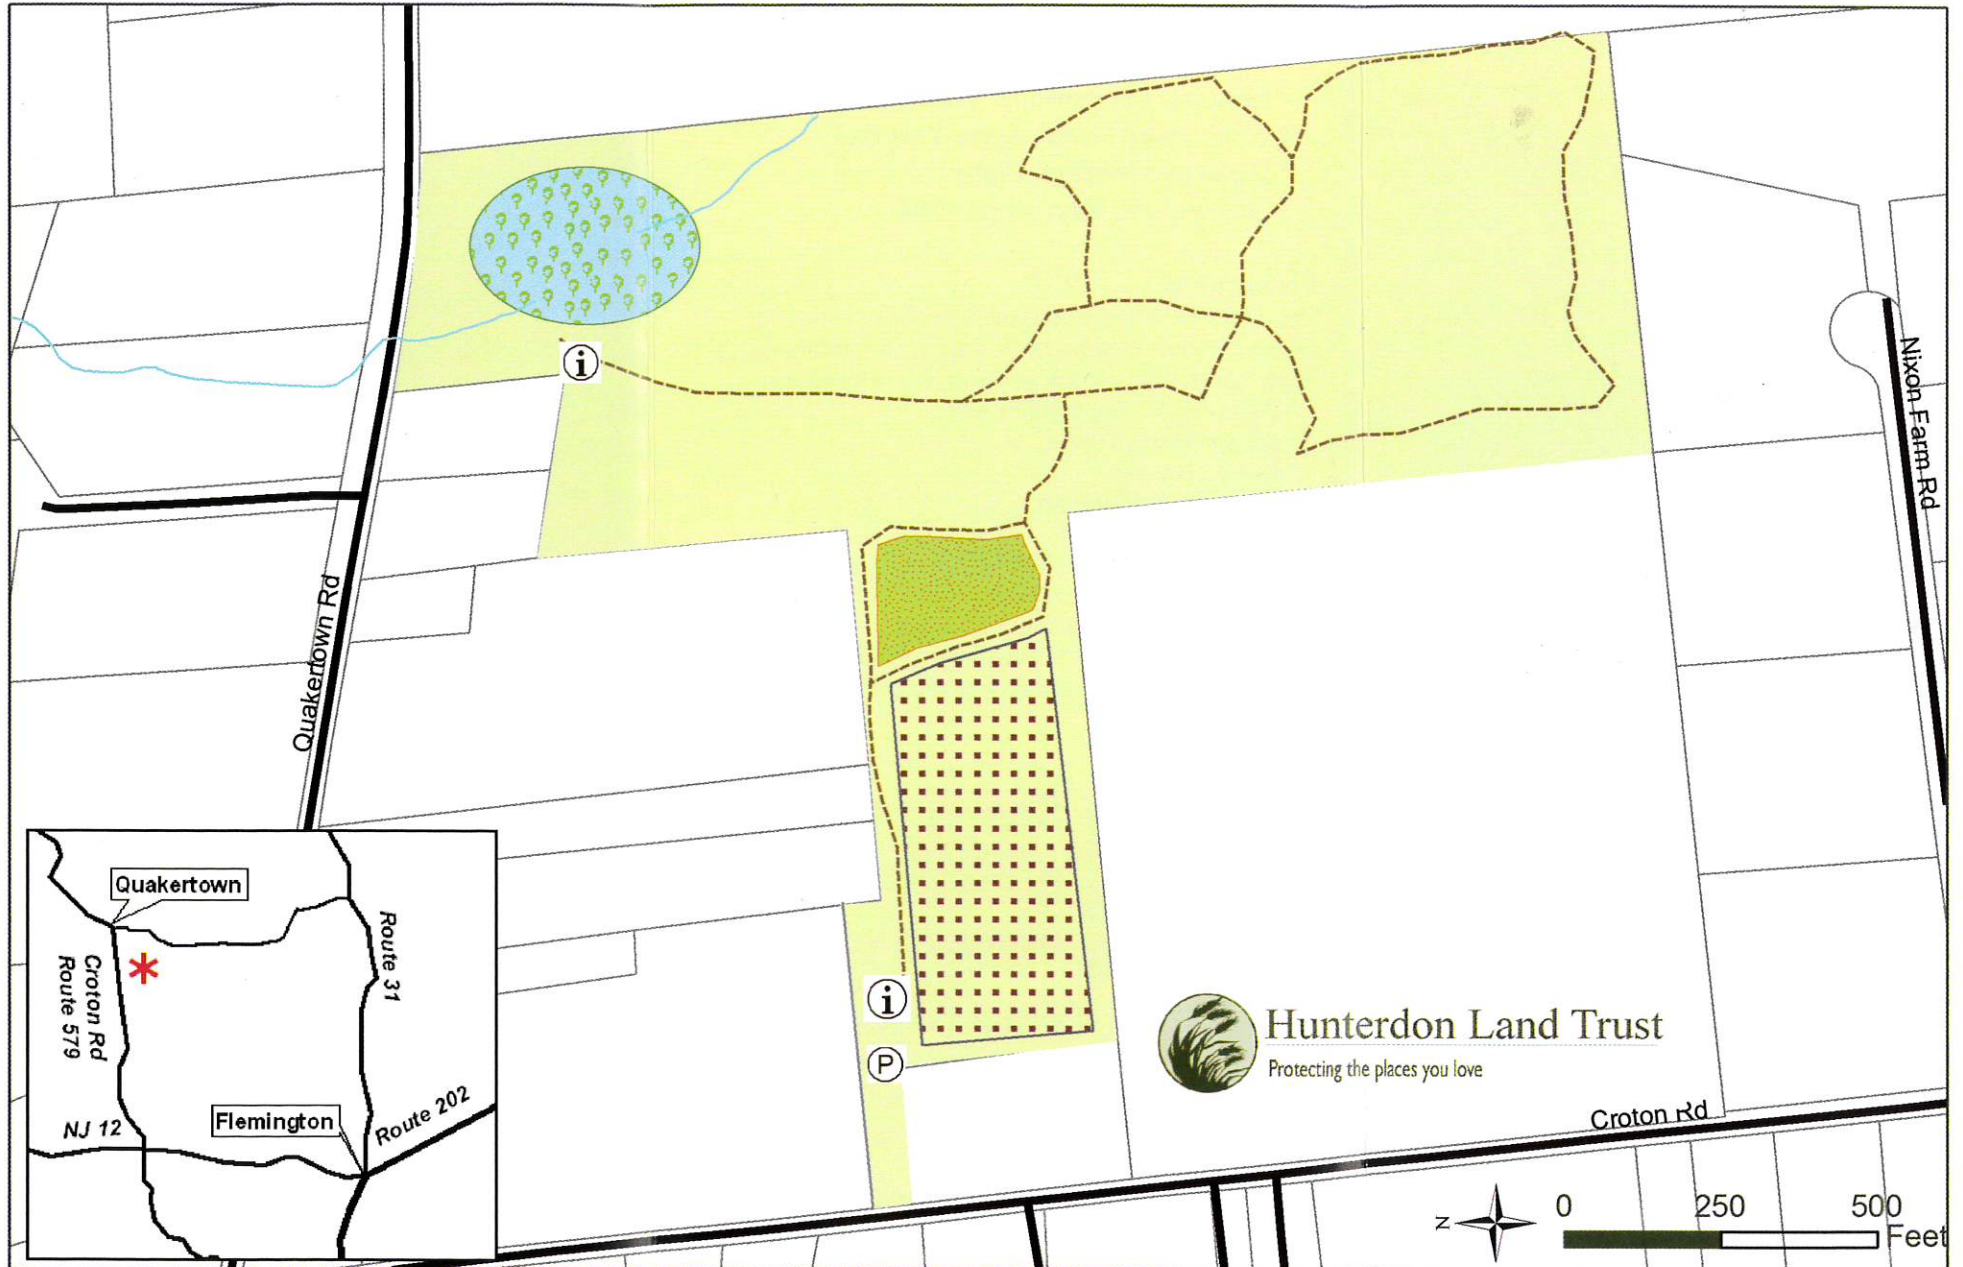 Quakertown Rd
Nixon Farm Rd
i
i
P
Quakertown
Croton Rd
Route 579
Route 31
NJ 12
Flemington
Route 202
Hunterdon Land Trust
Protecting the places you love
Croton Rd
N
0 250 500
Feet